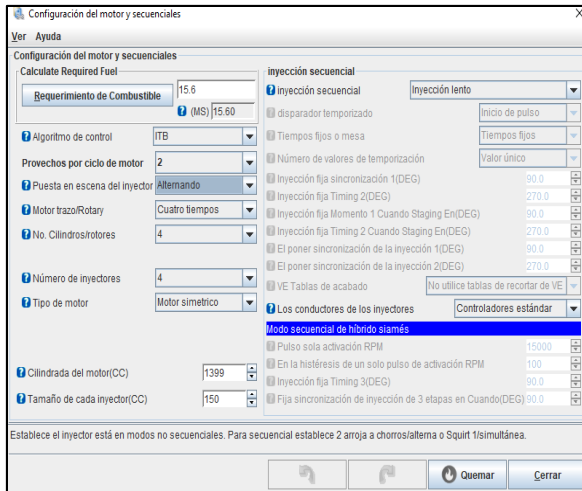 Configuración del motor y secuenciales
Ver Ayuda
Configuración del motor y secuenciales
Calculate Required Fuel
Requerimiento de Combustible 15.6
(MS) 15.60
Algoritmo de control ITB
Provechos por ciclo de motor 2
Puesta en escena del inyector Alternando
Motor trazo/Rotary Cuatro tiempos
No. Cilindros/rotores 4
Número de inyectores 4
Tipo de motor Motor simetrico
Cilindrada del motor(CC) 1399
Tamaño de cada injector(CC) 150
inyección secuencial
inyección secuencial Inyección lento
disparador temporizado Inicio de pulso
Tiempos fijos o mesa Tiempos fijos
Número de valores de temporización Valor único
Inyección fija sincronización 1(DEG) 90.0
Inyección fija Timing 2(DEG) 270.0
Inyección fija Momento 1 Cuando Staging En(DEG) 90.0
Inyección fija Timing 2 Cuando Staging En(DEG) 270.0
El poner sincronización de la inyección 1(DEG) 90.0
El poner sincronización de la inyección 2(DEG) 270.0
VE Tablas de acabado No utilice tablas de recortar de VE
Los conductores de los inyectores Controladores estándar
Modo secuencial de híbrido siamés
Pulso sola activación RPM 15000
En la histéresis de un solo pulso de activación RPM 100
Inyección fija Timing 3(DEG) 90.0
Fija sincronización de inyección de 3 etapas en Cuando(DEG) 90.0
Establece el inyector está en modos no secuenciales. Para secuencial establece 2 arroja a chorros/alterna o Squirt 1/simultánea.
Quemar Cerrar